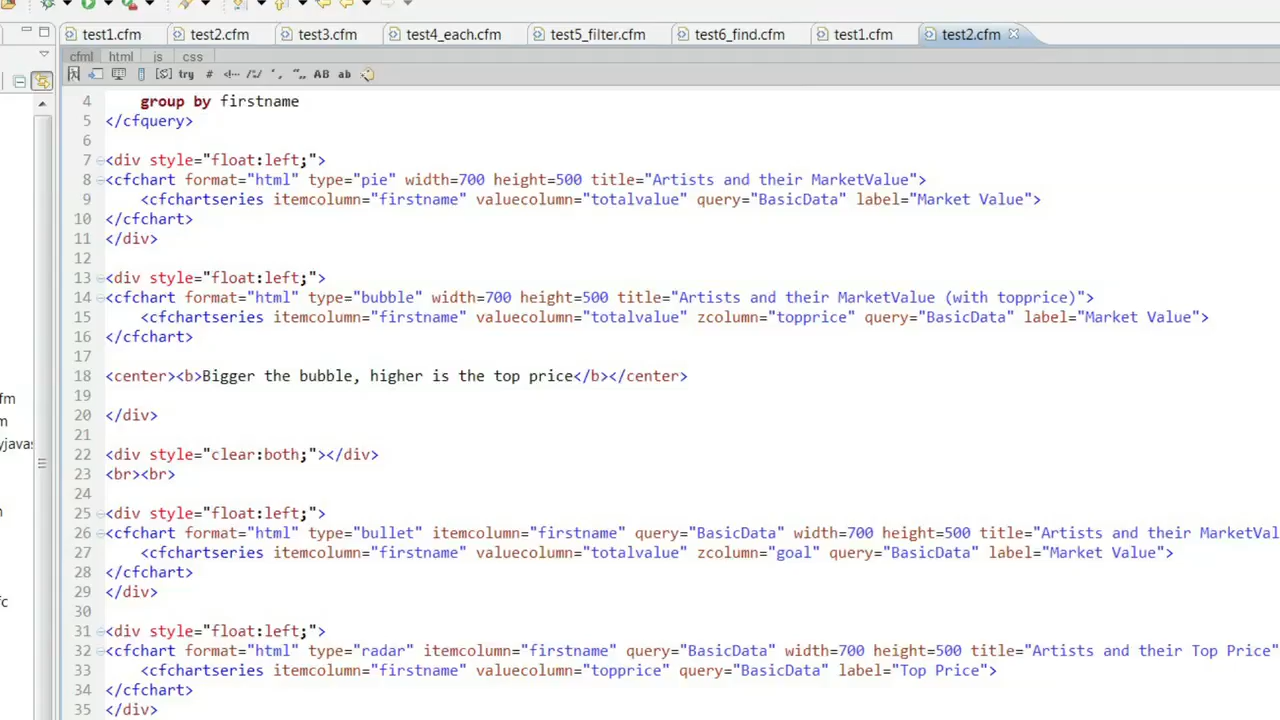 test1.cfm test2.cfm test3.cfm test4_each.cfm test5_filter.cfm test6_find.cfm test1.cfm test2.cfm
cfml html js css
try # AB ab
4 group by firstname
5 </cfquery>
6
7 <div style="float:left;">
8 <cfchart format="html" type="pie" width=700 height=500 title="Artists and their MarketValue">
9 <cfchartseries itemcolumn="firstname" valuecolumn="totalvalue" query="BasicData" label="Market Value">
10 </cfchart>
11 </div>
12
13 <div style="float:left;">
14 <cfchart format="html" type="bubble" width=700 height=500 title="Artists and their MarketValue (with topprice)">
15 <cfchartseries itemcolumn="firstname" valuecolumn="totalvalue" zcolumn="topprice" query="BasicData" label="Market Value">
16 </cfchart>
17
18 <center><b>Bigger the bubble, higher is the top price</b></center>
19
20 </div>
21
22 <div style="clear:both;"></div>
23 <br><br>
24
25 <div style="float:left;">
26 <cfchart format="html" type="bullet" itemcolumn="firstname" query="BasicData" width=700 height=500 title="Artists and their MarketVal
27 <cfchartseries itemcolumn="firstname" valuecolumn="totalvalue" zcolumn="goal" query="BasicData" label="Market Value">
28 </cfchart>
29 </div>
30
31 <div style="float:left;">
32 <cfchart format="html" type="radar" itemcolumn="firstname" query="BasicData" width=700 height=500 title="Artists and their Top Price"
33 <cfchartseries itemcolumn="firstname" valuecolumn="topprice" query="BasicData" label="Top Price">
34 </cfchart>
35 </div>